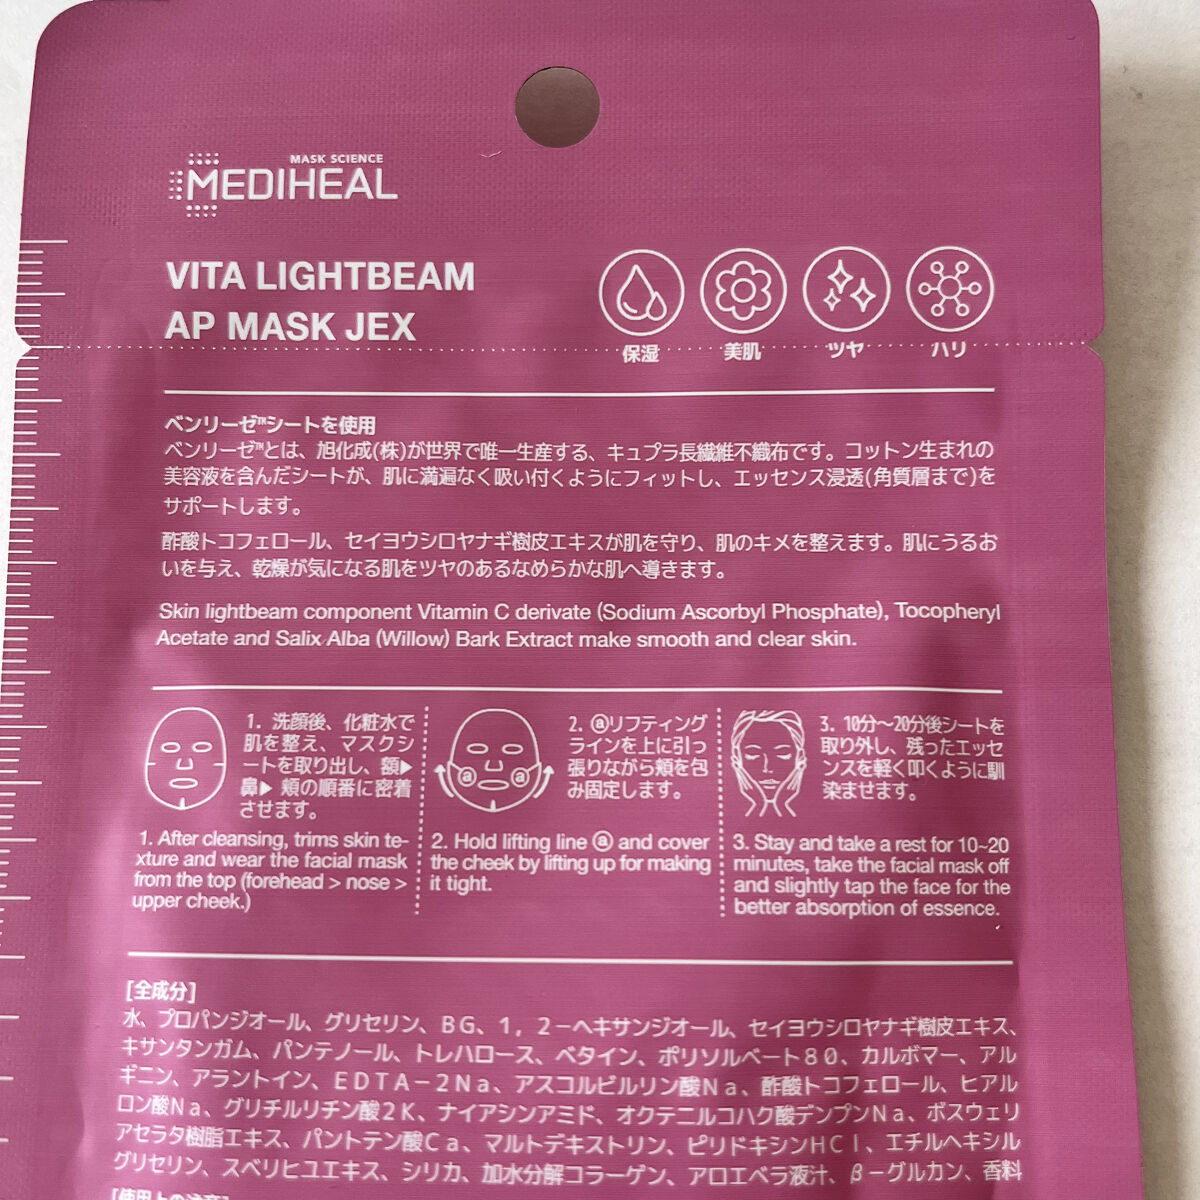 MASK SCIENCE
MEDIHEAL
VITA LIGHTBEAM
AP MASK JEX
保湿 美肌 ツヤ ハリ
ベンリーゼ™シートを使用
ベンリーゼ™とは、旭化成(株)が世界で唯一生産する、キュプラ長繊維不織布です。コットン生まれの
美容液を含んだシートが、肌に満遍なく吸い付くようにフィットし、エッセンス浸透(角質層まで)を
サポートします。
酢酸トコフェロール、セイヨウシロヤナギ樹皮エキスが肌を守り、肌のキメを整えます。肌にうるお
いを与え、乾燥が気になる肌をツヤのあるなめらかな肌へ導きます。
Skin lightbeam component Vitamin C derivate (Sodium Ascorbyl Phosphate), Tocopheryl
Acetate and Salix Alba (Willow) Bark Extract make smooth and clear skin.
1. 洗顔後、化粧水で
肌を整え、マスクシ
ートを取り出し、額▶
鼻▶ 頬の順番に密着
させます。
1. After cleansing, trims skin te-
xture and wear the facial mask
from the top (forehead > nose >
upper cheek.)
ⓐ ⓐ
2. ⓐリフティング
ラインを上に引っ
張りながら頬を包
み固定します。
2. Hold lifting line ⓐ and cover
the cheek by lifting up for making
it tight.
3. 10分～20分後シートを
取り外し、残ったエッセ
ンスを軽く叩くように馴
染ませます。
3. Stay and take a rest for 10~20
minutes, take the facial mask off
and slightly tap the face for the
better absorption of essence.
[全成分]
水、プロパンジオール、グリセリン、ＢＧ、１，２－ヘキサンジオール、セイヨウシロヤナギ樹皮エキス、
キサンタンガム、パンテノール、トレハロース、ベタイン、ポリソルベート８０、カルボマー、アル
ギニン、アラントイン、ＥＤＴＡ－２Ｎａ、アスコルビルリン酸Ｎａ、酢酸トコフェロール、ヒアル
ロン酸Ｎａ、グリチルリチン酸２Ｋ、ナイアシンアミド、オクテニルコハク酸デンプンＮａ、ボスウェリ
アセラタ樹脂エキス、パントテン酸Ｃａ、マルトデキストリン、ピリドキシンＨＣｌ、エチルヘキシル
グリセリン、スベリヒユエキス、シリカ、加水分解コラーゲン、アロエベラ液汁、β－グルカン、香料
[使用上の注意]